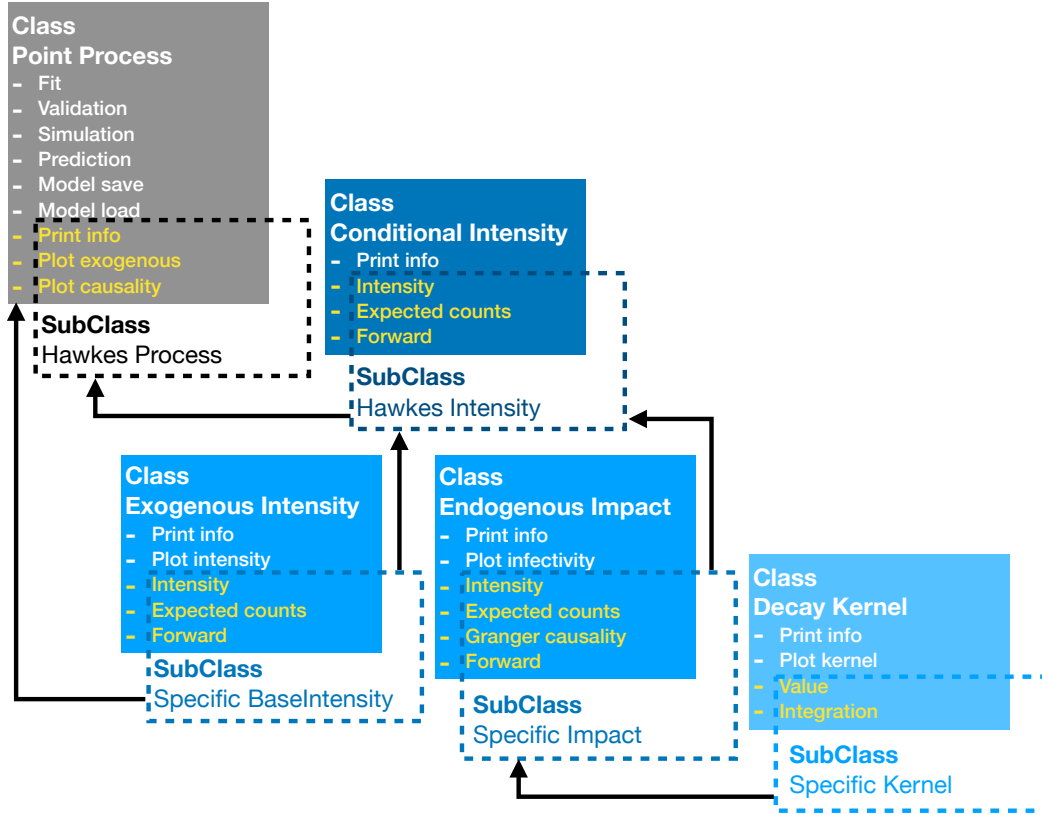 Class
Point Process
- Fit
- Validation
- Simulation
- Prediction
- Model save
- Model load
- Print info
- Plot exogenous
- Plot causality
SubClass
Hawkes Process
Class
Conditional Intensity
- Print info
- Intensity
- Expected counts
- Forward
SubClass
Hawkes Intensity
Class
Exogenous Intensity
- Print info
- Plot intensity
- Intensity
- Expected counts
- Forward
SubClass
Specific BaseIntensity
Class
Endogenous Impact
- Print info
- Plot infectivity
- Intensity
- Expected counts
- Granger causality
- Forward
SubClass
Specific Impact
Class
Decay Kernel
- Print info
- Plot kernel
- Value
- Integration
SubClass
Specific Kernel